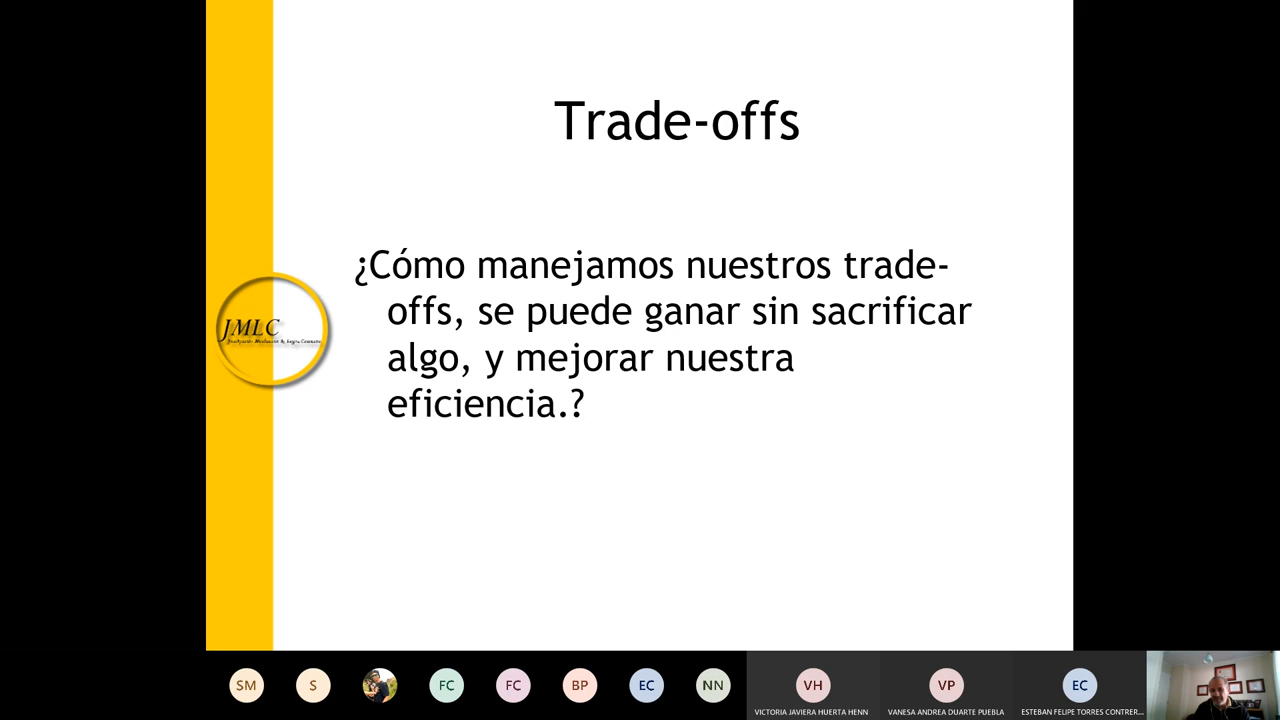 Trade-offs
¿Cómo manejamos nuestros trade-
offs, se puede ganar sin sacrificar
algo, y mejorar nuestra
eficiencia.?
JMLC
SM
S
FC
FC
BP
EC
NN
VH
VP
EC
VICTORIA JAVIERA HUERTA HENN
VANESA ANDREA DUARTE PUEBLA
ESTEBAN FELIPE TORRES CONTRER...